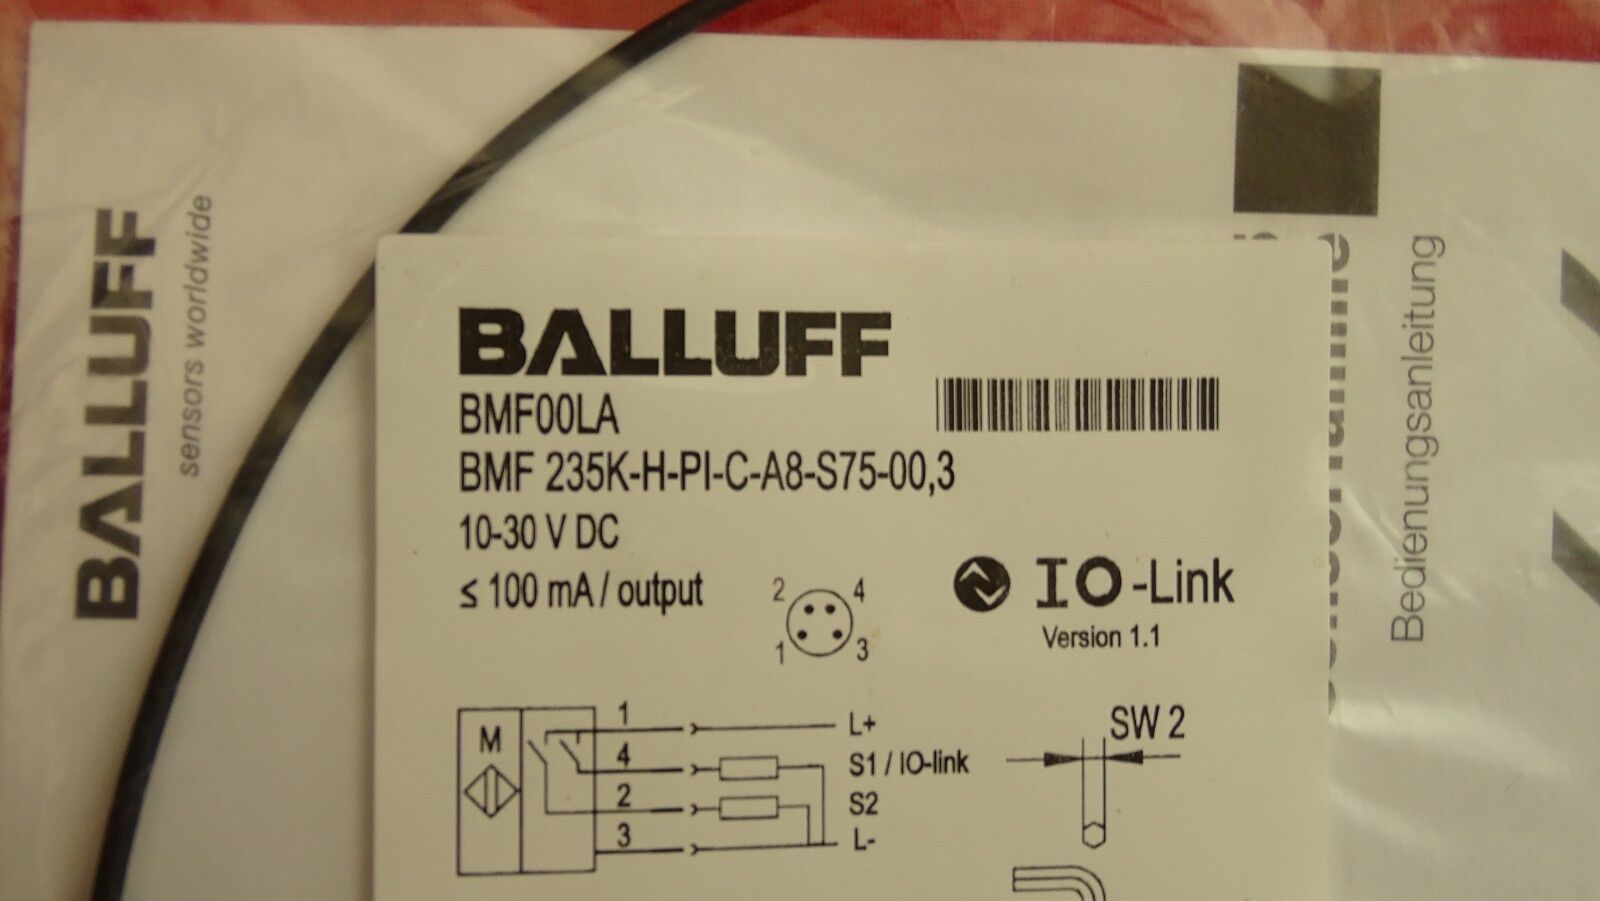 BALLUFF
sensors worldwide
BALLUFF
BMF00LA
BMF 235K-H-PI-C-A8-S75-00,3
10-30 V DC
≤ 100 mA / output
2 4
1 3
IO-Link
Version 1.1
M
1 L+
4 S1 / IO-link
2 S2
3 L-
SW 2
Bedienungsanleitung